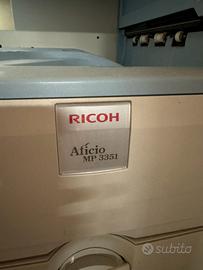 RICOH
Aficio
MP 3351
subito